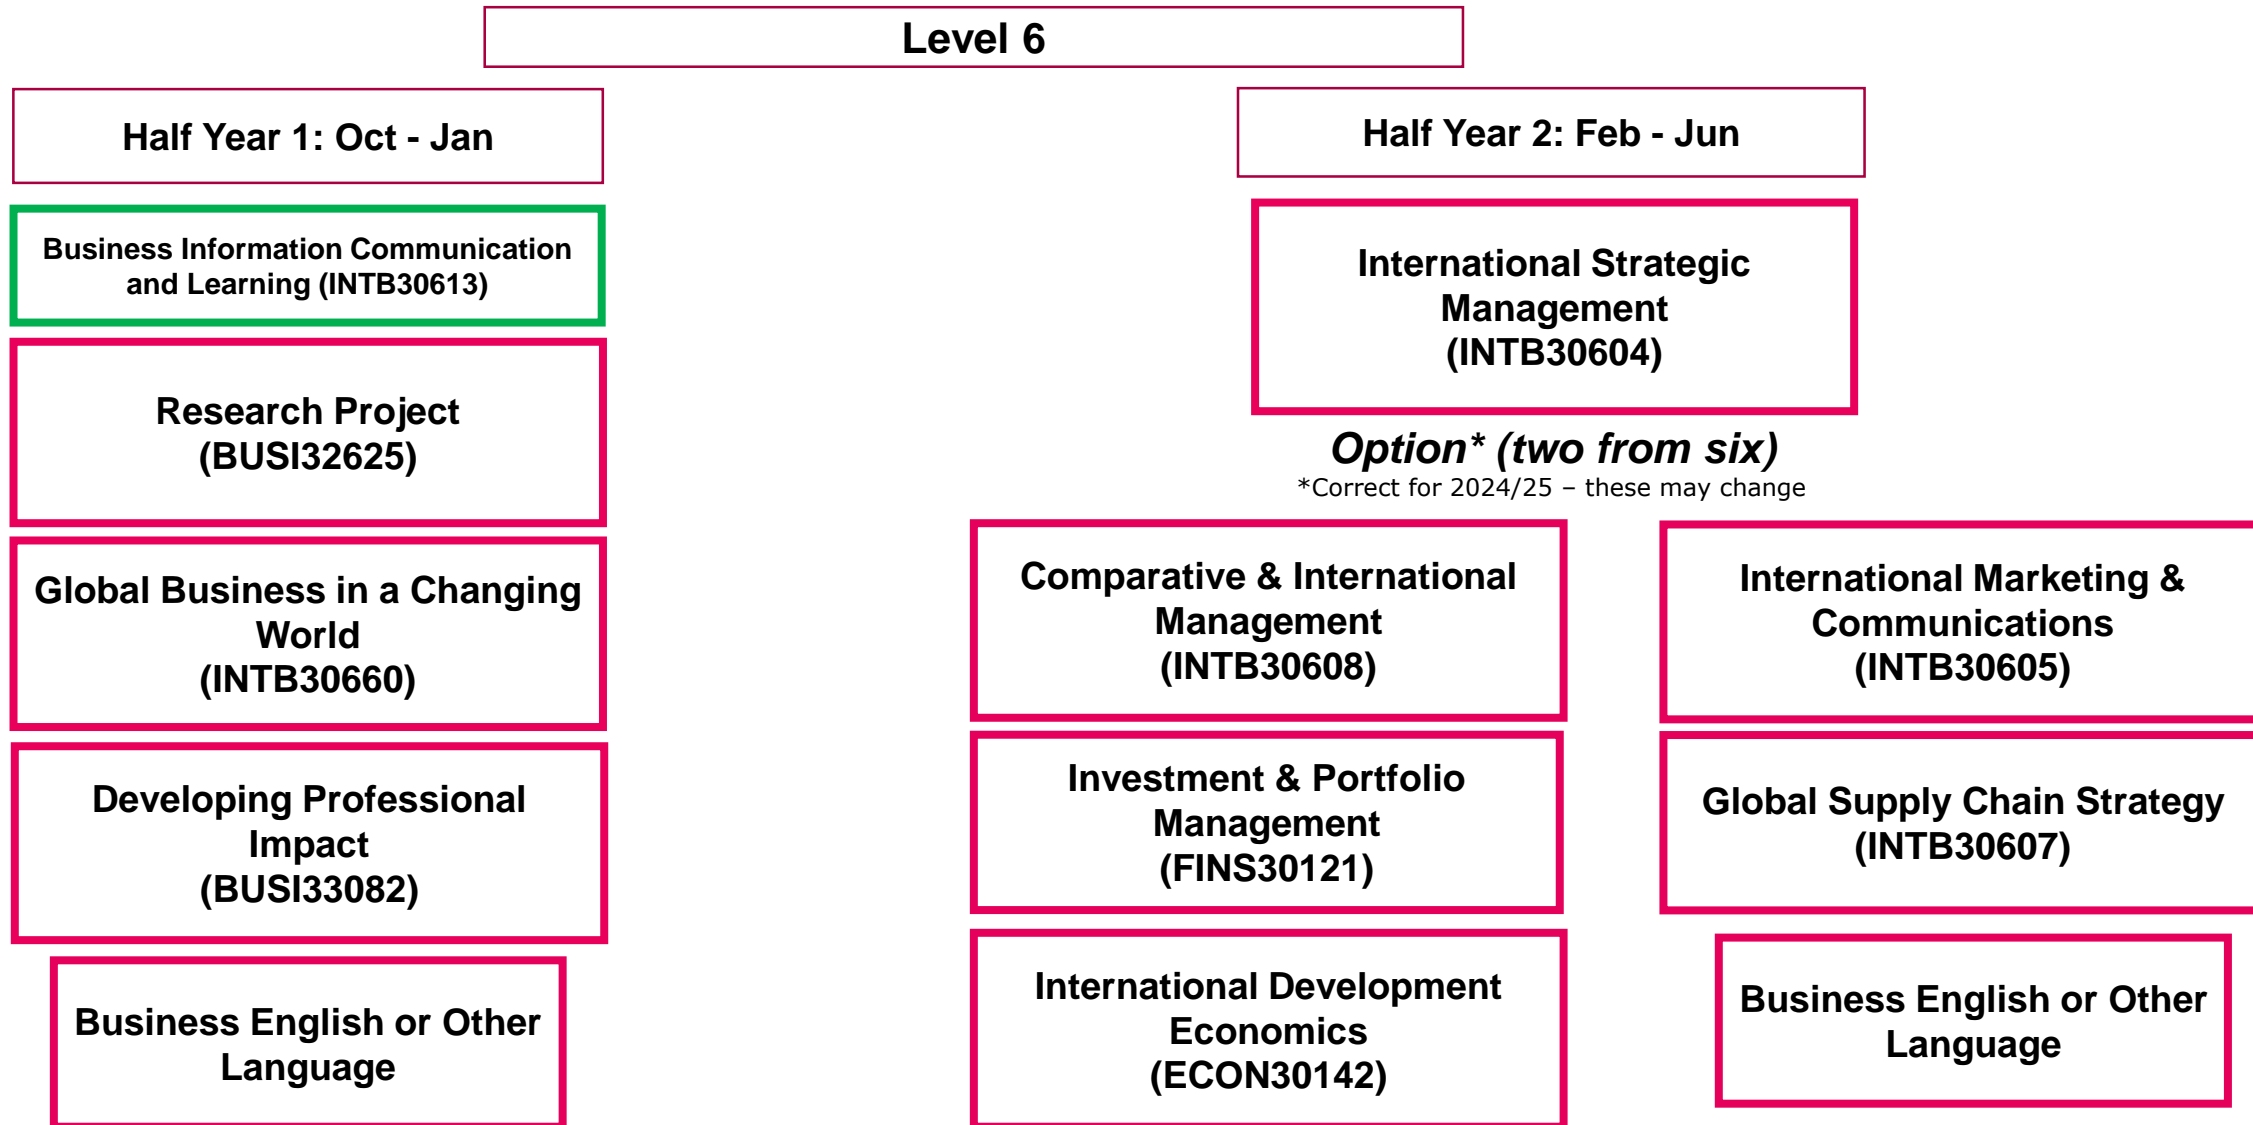 Level 6
Half Year 1: Oct - Jan
Business Information Communication
and Learning (INTB30613)
Research Project
(BUSI32625)
Global Business in a Changing
World
(INTB30660)
Developing Professional
Impact
(BUSI33082)
Business English or Other
Language
Half Year 2: Feb - Jun
International Strategic
Management
(INTB30604)
Option* (two from six)
*Correct for 2024/25 – these may change
Comparative & International
Management
(INTB30608)
Investment & Portfolio
Management
(FINS30121)
International Development
Economics
(ECON30142)
International Marketing &
Communications
(INTB30605)
Global Supply Chain Strategy
(INTB30607)
Business English or Other
Language